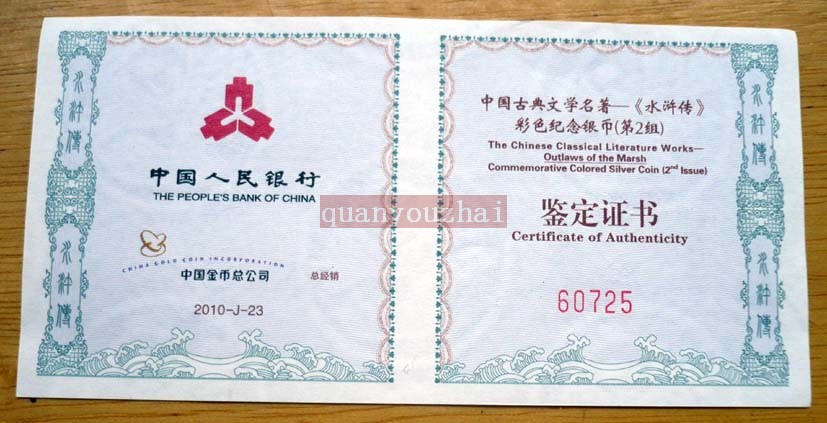 水浒传
水浒传
中国人民银行
THE PEOPLE'S BANK OF CHINA
CHINA GOLD COIN INCORPORATION
中国金币总公司
总经销
2010-J-23
quanyouzhai
中国古典文学名著—《水浒传》
彩色纪念银币(第2组)
The Chinese Classical Literature Works—
Outlaws of the Marsh
Commemorative Colored Silver Coin (2nd Issue)
鉴定证书
Certificate of Authenticity
60725
水浒传
水浒传